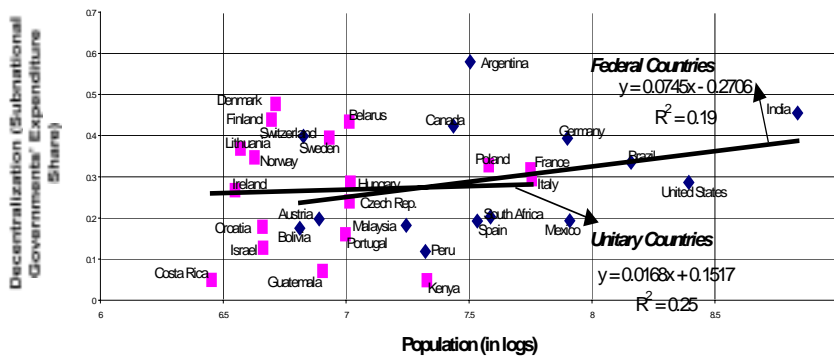 Decentralization (Subnational
Governments' Expenditure
Share)
0.7
0.6
0.5
0.4
0.3
0.2
0.1
0
6
6.5
7
7.5
8
8.5
Population (in logs)
Argentina
Federal Countries
y = 0.0745x - 0.2706
R² = 0.19
India
Denmark
Finland
Belarus
Canada
Germany
Switzerland
Sweden
Lithuania
Norway
Poland
France
Brazil
Ireland
Hungary
Italy
United States
Czech Rep.
Austria
Malaysia
South Africa
Spain
Mexico
Croatia
Bolivia
Portugal
Israel
Peru
Unitary Countries
y = 0.0168x + 0.1517
R² = 0.25
Costa Rica
Guatemala
Kenya